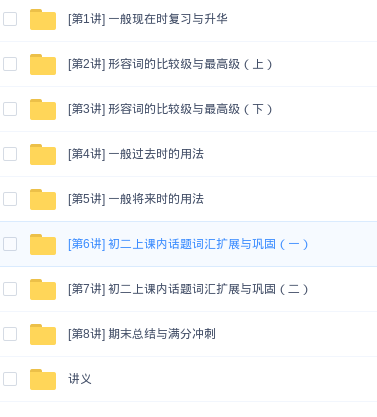 [第1讲] 一般现在时复习与升华
[第2讲] 形容词的比较级与最高级（上）
[第3讲] 形容词的比较级与最高级（下）
[第4讲] 一般过去时的用法
[第5讲] 一般将来时的用法
[第6讲] 初二上课内话题词汇扩展与巩固（一）
[第7讲] 初二上课内话题词汇扩展与巩固（二）
[第8讲] 期末总结与满分冲刺
讲义